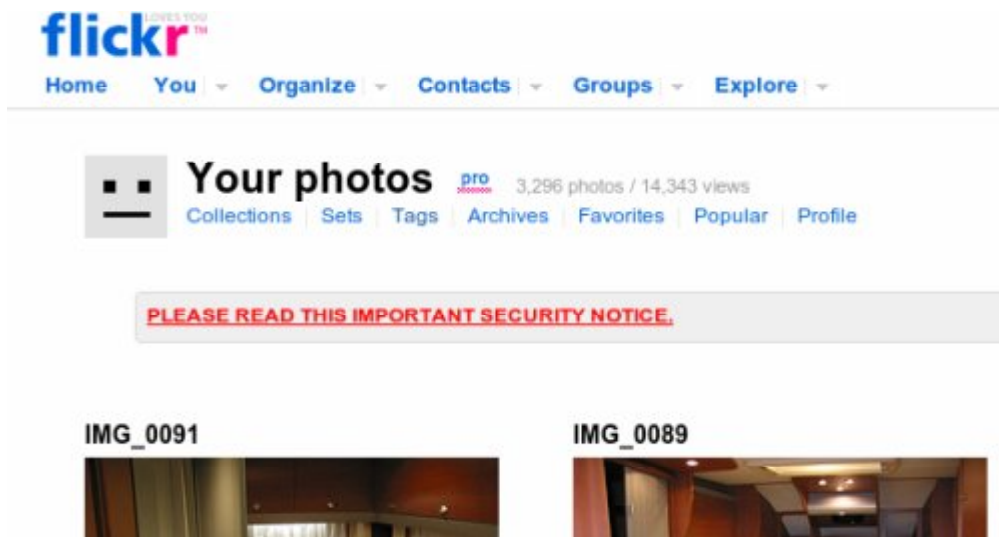 LOVES YOU
flickr™
Home You Organize Contacts Groups Explore
Your photos pro 3,296 photos / 14,343 views
Collections Sets Tags Archives Favorites Popular Profile
PLEASE READ THIS IMPORTANT SECURITY NOTICE.
IMG_0091 IMG_0089